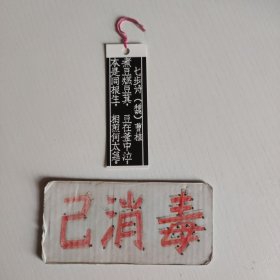 七步诗（魏）曹植
煮豆燃豆萁，豆在釜中泣。
本是同根生，相煎何太急。
已消毒